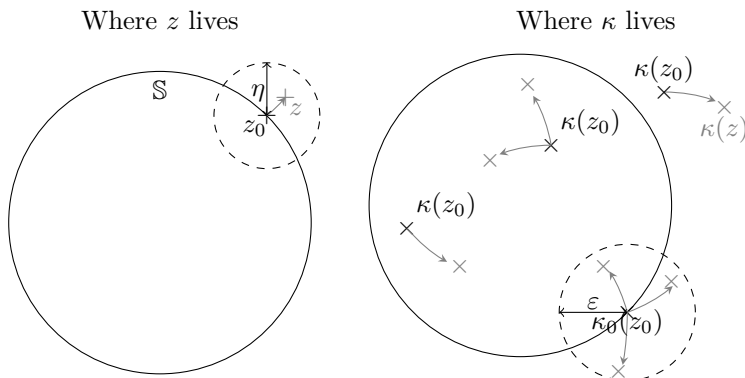 Where z lives
Where κ lives
𝕊
η
z
z₀
κ(z₀)
κ(z)
κ(z₀)
κ(z₀)
ε
κ₀(z₀)